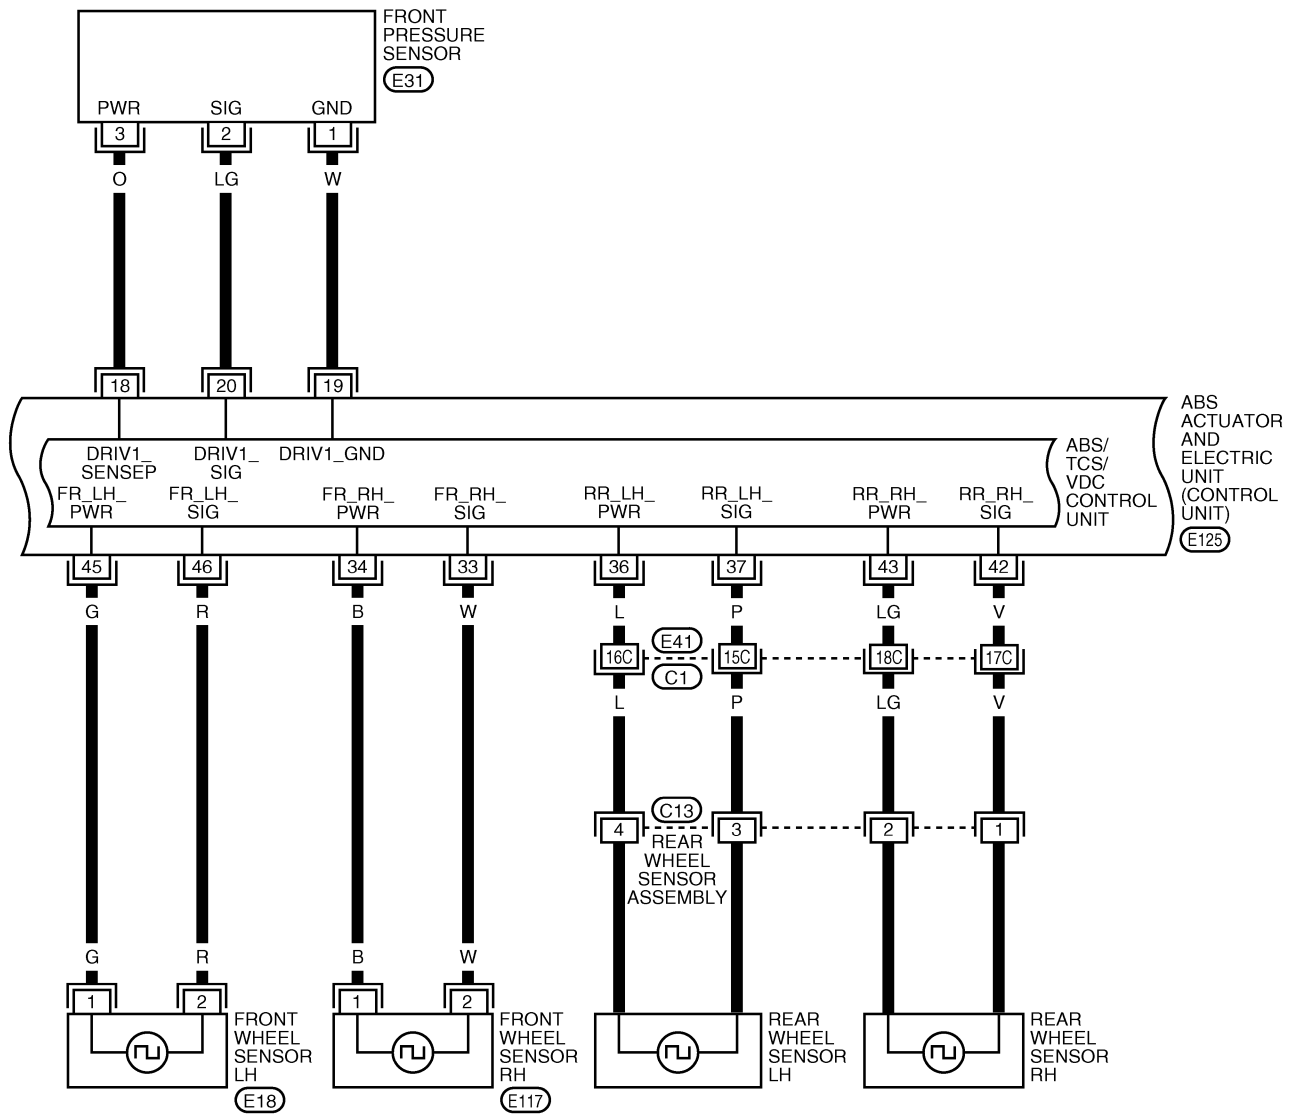 FRONT
PRESSURE
SENSOR
E31
PWR SIG GND
3 2 1
O LG W
18 20 19
ABS
ACTUATOR
AND
ELECTRIC
UNIT
(CONTROL
UNIT)
E125
ABS/
TCS/
VDC
CONTROL
UNIT
DRIV1_
SENSEP
DRIV1_
SIG
DRIV1_GND
FR_LH_
PWR
FR_LH_
SIG
FR_RH_
PWR
FR_RH_
SIG
RR_LH_
PWR
RR_LH_
SIG
RR_RH_
PWR
RR_RH_
SIG
45 46 34 33 36 37 43 42
G R B W L P LG V
E41
16C 15C 18C 17C
C1
L P LG V
C13
4 3 2 1
REAR
WHEEL
SENSOR
ASSEMBLY
G R B W
1 2 1 2
FRONT
WHEEL
SENSOR
LH
E18
FRONT
WHEEL
SENSOR
RH
E117
REAR
WHEEL
SENSOR
LH
REAR
WHEEL
SENSOR
RH